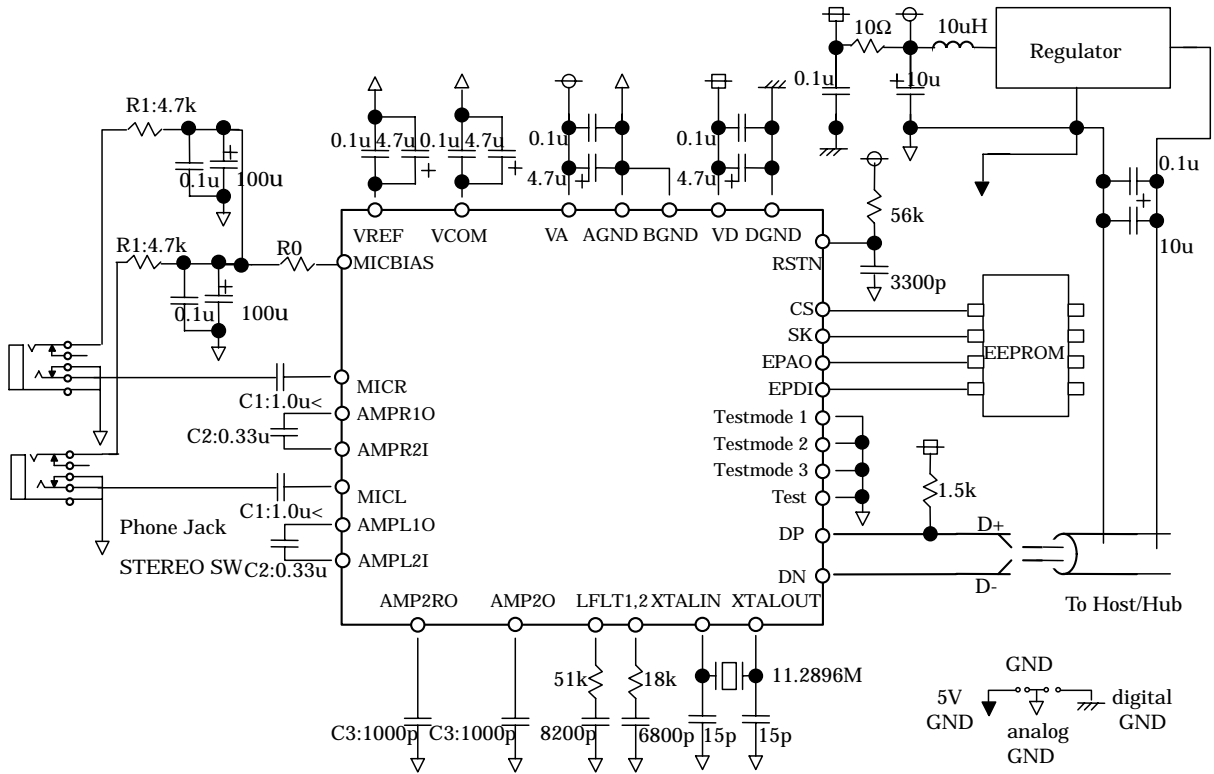 10Ω
10uH
Regulator
0.1u
+10u
R1:4.7k
0.1u
+
100u
0.1u 4.7u
+
0.1u 4.7u
+
0.1u
4.7u +
0.1u
4.7u +
56k
3300p
0.1u
+
10u
VREF
VCOM
VA
AGND
BGND
VD
DGND
R1:4.7k
R0
MICBIAS
RSTN
0.1u
+
100u
CS
SK
EPAO
EPDI
EEPROM
MICR
C1:1.0u<
AMPR1O
C2:0.33u
AMPR2I
Testmode 1
Testmode 2
Testmode 3
Test
MICL
C1:1.0u<
1.5k
Phone Jack
AMPL1O
DP
D+
STEREO SW
C2:0.33u
AMPL2I
DN
D-
To Host/Hub
AMP2RO
AMP2O
LFLT1,2
XTALIN
XTALOUT
51k
18k
11.2896M
C3:1000p
C3:1000p
8200p
6800p
15p
15p
GND
5V
GND
analog
GND
digital
GND